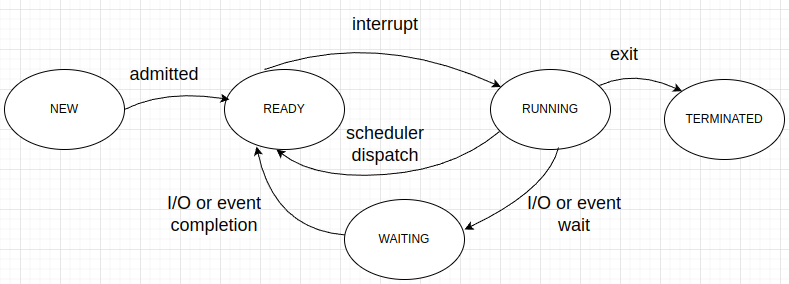 interrupt
exit
admitted
NEW
READY
RUNNING
TERMINATED
scheduler
dispatch
I/O or event
completion
I/O or event
wait
WAITING